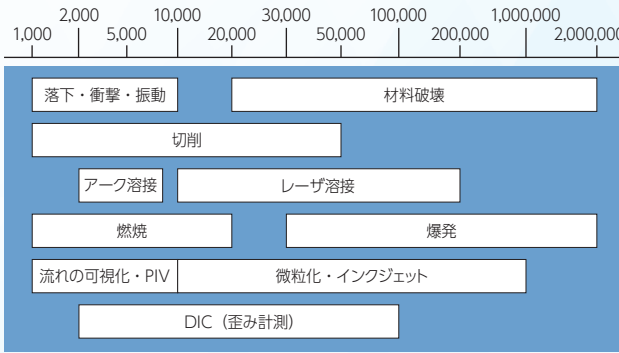 2,000 10,000 30,000 100,000 1,000,000
1,000 5,000 20,000 50,000 200,000 2,000,000
落下・衝撃・振動 材料破壊
切削
アーク溶接 レーザ溶接
燃焼 爆発
流れの可視化・PIV 微粒化・インクジェット
DIC（歪み計測）